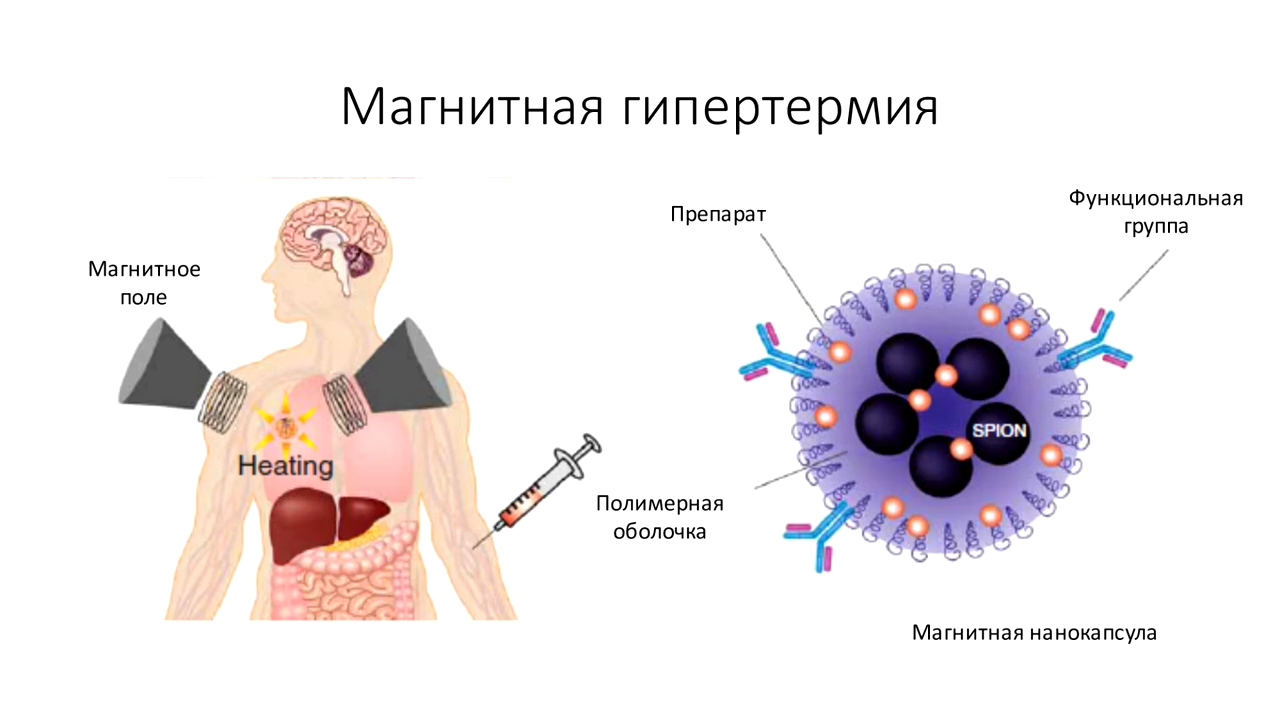 Магнитная гипертермия
Магнитное
поле
Heating
Препарат
Функциональная
группа
SPION
Полимерная
оболочка
Магнитная нанокапсула